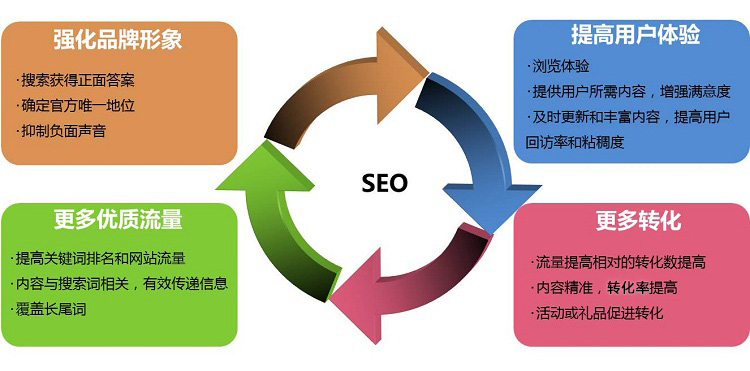 强化品牌形象
·搜索获得正面答案
·确定官方唯一地位
·抑制负面声音
提高用户体验
·浏览体验
·提供用户所需内容，增强满意度
·及时更新和丰富内容，提高用户
回访率和粘稠度
SEO
更多优质流量
·提高关键词排名和网站流量
·内容与搜索词相关，有效传递信息
·覆盖长尾词
更多转化
·流量提高相对的转化数提高
·内容精准，转化率提高
·活动或礼品促进转化